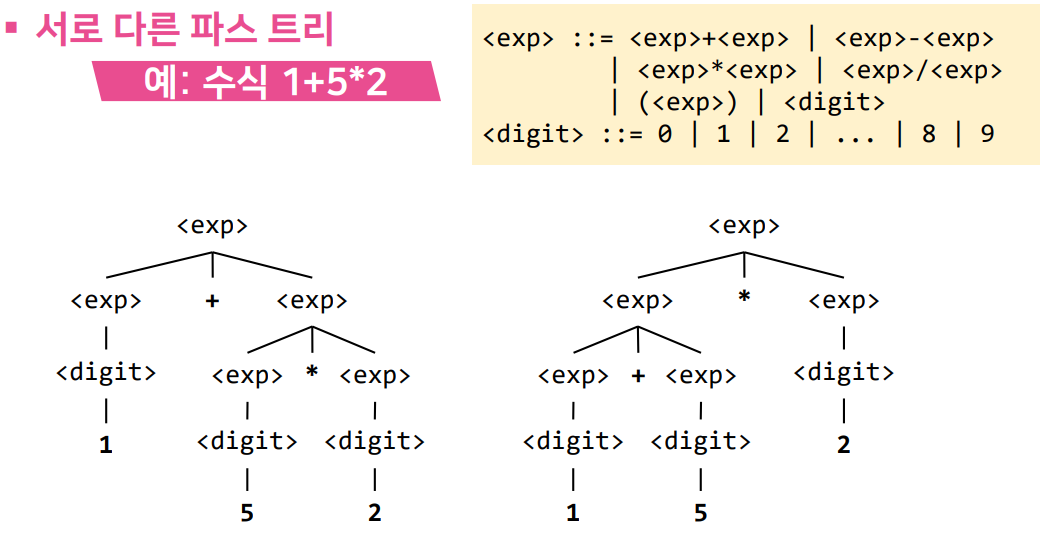 ▪ 서로 다른 파스 트리
예: 수식 1+5*2
<exp> ::= <exp>+<exp> | <exp>-<exp>
| <exp>*<exp> | <exp>/<exp>
| (<exp>) | <digit>
<digit> ::= 0 | 1 | 2 | ... | 8 | 9
<exp>
<exp> + <exp>
<digit> <exp> * <exp>
1 <digit> <digit>
5 2
<exp>
<exp> * <exp>
<exp> + <exp> <digit>
<digit> <digit> 2
1 5